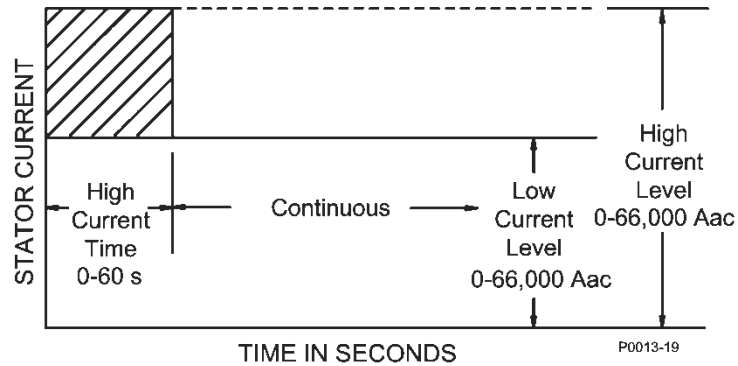 STATOR CURRENT
High
Current
Time
0-60 s
Continuous
Low
Current
Level
0-66,000 Aac
High
Current
Level
0-66,000 Aac
TIME IN SECONDS
P0013-19